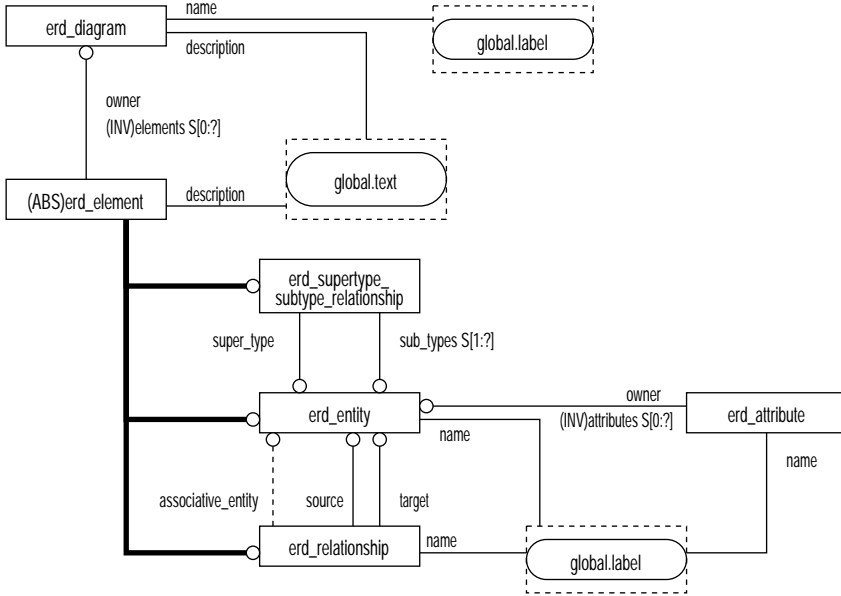 name
erd_diagram
global.label
description
owner
(INV)elements S[0:?]
global.text
(ABS)erd_element
description
erd_supertype_
subtype_relationship
super_type
sub_types S[1:?]
owner
erd_entity
erd_attribute
(INV)attributes S[0:?]
name
name
associative_entity
source
target
erd_relationship
name
global.label